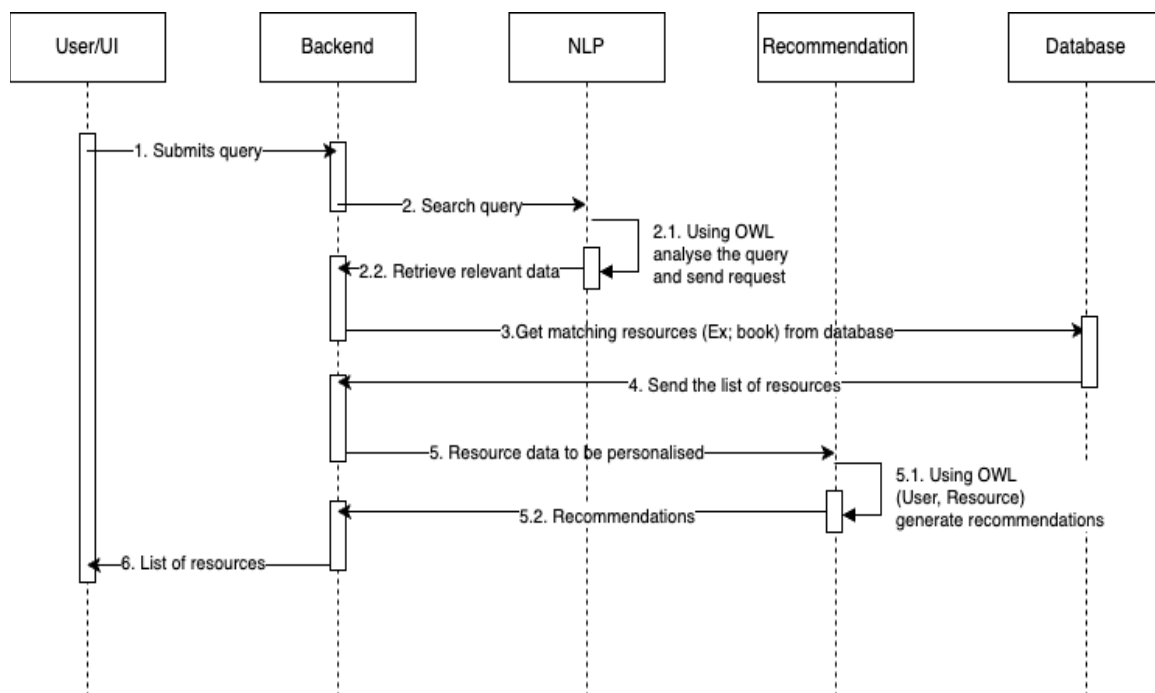 User/UI
Backend
NLP
Recommendation
Database
1. Submits query
2. Search query
2.1. Using OWL
analyse the query
and send request
2.2. Retrieve relevant data
3.Get matching resources (Ex; book) from database
4. Send the list of resources
5. Resource data to be personalised
5.1. Using OWL
(User, Resource)
generate recommendations
5.2. Recommendations
6. List of resources